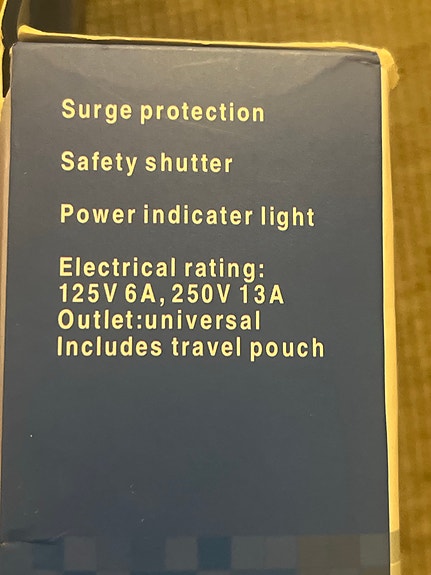 Surge protection
Safety shutter
Power indicater light
Electrical rating:
125V 6A, 250V 13A
Outlet:universal
Includes travel pouch